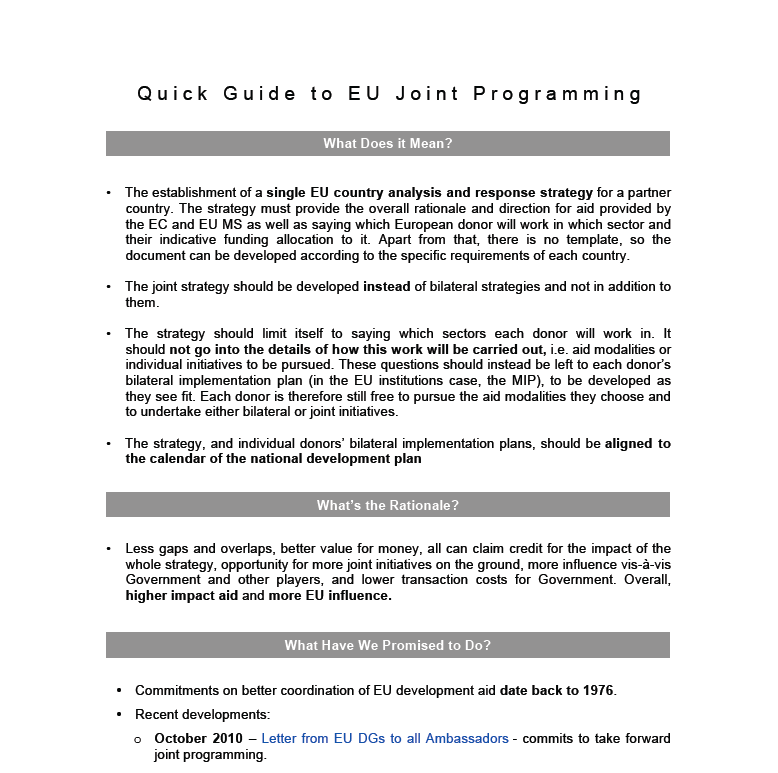 Quick Guide to EU Joint Programming
What Does it Mean?
• The establishment of a single EU country analysis and response strategy for a partner
country. The strategy must provide the overall rationale and direction for aid provided by
the EC and EU MS as well as saying which European donor will work in which sector and
their indicative funding allocation to it. Apart from that, there is no template, so the
document can be developed according to the specific requirements of each country.
• The joint strategy should be developed instead of bilateral strategies and not in addition to
them.
• The strategy should limit itself to saying which sectors each donor will work in. It
should not go into the details of how this work will be carried out, i.e. aid modalities or
individual initiatives to be pursued. These questions should instead be left to each donor’s
bilateral implementation plan (in the EU institutions case, the MIP), to be developed as
they see fit. Each donor is therefore still free to pursue the aid modalities they choose and
to undertake either bilateral or joint initiatives.
• The strategy, and individual donors’ bilateral implementation plans, should be aligned to
the calendar of the national development plan
What’s the Rationale?
• Less gaps and overlaps, better value for money, all can claim credit for the impact of the
whole strategy, opportunity for more joint initiatives on the ground, more influence vis-à-vis
Government and other players, and lower transaction costs for Government. Overall,
higher impact aid and more EU influence.
What Have We Promised to Do?
• Commitments on better coordination of EU development aid date back to 1976.
• Recent developments:
o October 2010 – Letter from EU DGs to all Ambassadors - commits to take forward
joint programming.